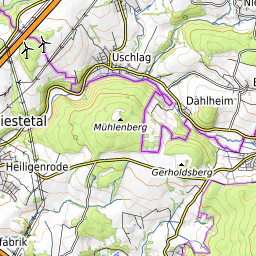 Uschlag
Dahlheim
iestetal
Mühlenberg
Heiligenrode
Gerholdsberg
fabrik